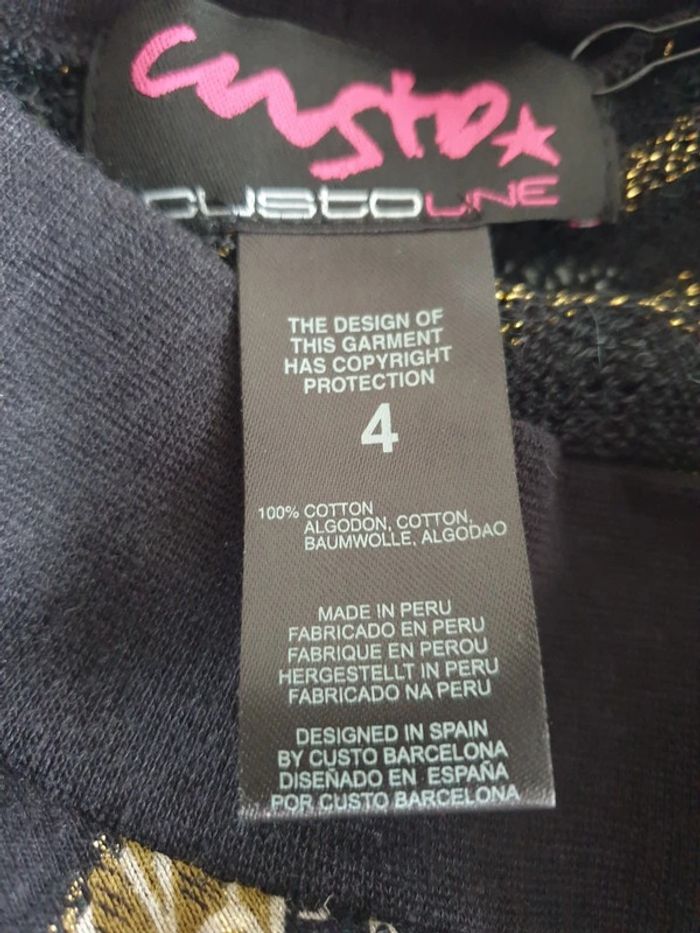 custo
custo LINE
THE DESIGN OF
THIS GARMENT
HAS COPYRIGHT
PROTECTION
4
100% COTTON
ALGODON, COTTON,
BAUMWOLLE. ALGODAO
MADE IN PERU
FABRICADO EN PERU
FABRIQUE EN PEROU
HERGESTELLT IN PERU
FABRICADO NA PERU
DESIGNED IN SPAIN
BY CUSTO BARCELONA
DISEÑADO EN ESPAÑA
POR CUSTO BARCELONA